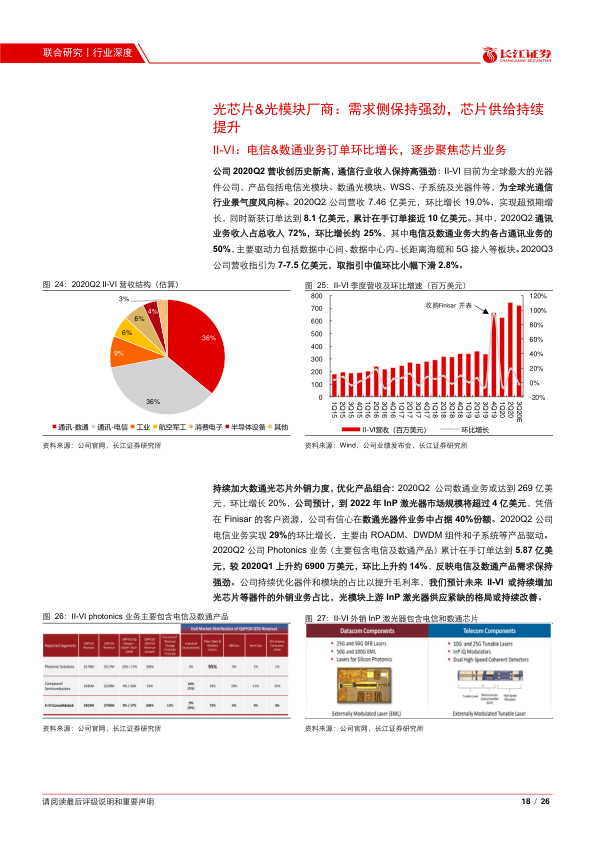 联合研究丨行业深度
长江证券
CHANGJIANG SECURITIES
光芯片&光模块厂商：需求侧保持强劲，芯片供给持续
提升
II-VI：电信&数通业务订单环比增长，逐步聚焦芯片业务
公司 2020Q2 营收创历史新高，通信行业收入保持高强劲：II-VI 目前为全球最大的光器
件公司，产品包括电信光模块、数通光模块、WSS、子系统及光器件等，为全球光通信
行业景气度风向标。2020Q2 公司营收 7.46 亿美元，环比增长 19.0%，实现超预期增
长，同时新获订单达到 8.1 亿美元，累计在手订单接近 10 亿美元。其中，2020Q2 通讯
业务收入占总收入 72%，环比增长约 25%，其中电信及数通业务大约各占通讯业务的
50%，主要驱动力包括数据中心间、数据中心内、长距离海缆和 5G 接入等板块。2020Q3
公司营收指引为 7-7.5 亿美元，取指引中值环比小幅下滑 2.8%。
图 24：2020Q2 II-VI 营收结构（估算）
3%
4%
6%
6%
9%
36%
36%
通讯-数通 通讯-电信 工业 航空军工 消费电子 半导体设备 其他
资料来源：公司官网，长江证券研究所
图 25：II-VI 季度营收及环比增速（百万美元）
800
700
600
500
400
300
200
100
0
120%
100%
80%
60%
40%
20%
0%
-20%
收购Finisar 并表
1Q15 2Q15 3Q15 4Q15 1Q16 2Q16 3Q16 4Q16 1Q17 2Q17 3Q17 4Q17 1Q18 2Q18 3Q18 4Q18 1Q19 2Q19 3Q19 4Q19 1Q20 2Q20 3Q20E
II-VI营收（百万美元） 环比增长
资料来源：Wind，公司业绩发布会，长江证券研究所
持续加大数通光芯片外销力度，优化产品组合：2020Q2 公司数通业务或达到 269 亿美
元，环比增长 20%，公司预计，到 2022 年 InP 激光器市场规模将超过 4 亿美元，凭借
在 Finisar 的客户资源，公司有信心在数通光器件业务中占据 40%份额。2020Q2 公司
电信业务实现 29%的环比增长，主要由 ROADM、DWDM 组件和子系统等产品驱动。
2020Q2 公司 Photonics 业务（主要包含电信及数通产品）累计在手订单达到 5.87 亿美
元，较 2020Q1 上升约 6900 万美元，环比上升约 14%，反映电信及数通产品需求保持
强劲。公司持续优化器件和模块的占比以提升毛利率，我们预计未来 II-VI 或持续增加
光芯片等器件的外销业务占比，光模块上游 InP 激光器供应紧缺的格局或持续改善。
图 26：II-VI photonics 业务主要包含电信及数通产品
End Market Distribution of Q4FY20 QTD Revenue
Reported Segments
Photonic Solutions
95%
Compound
Semiconductors
II-VI Consolidated
资料来源：公司官网，长江证券研究所
图 27：II-VI 外销 InP 激光器包含电信和数通芯片
Datacom Components
25G and 50G DFB Lasers
50G and 100G EML
Lasers for Silicon Photonics
Externally Modulated Laser (EML)
Telecom Components
10G and 25G Tunable Lasers
InP IQ Modulators
Dual High-Speed Coherent Detectors
Externally Modulated Tunable Laser
资料来源：公司官网，长江证券研究所
请阅读最后评级说明和重要声明
18 / 26